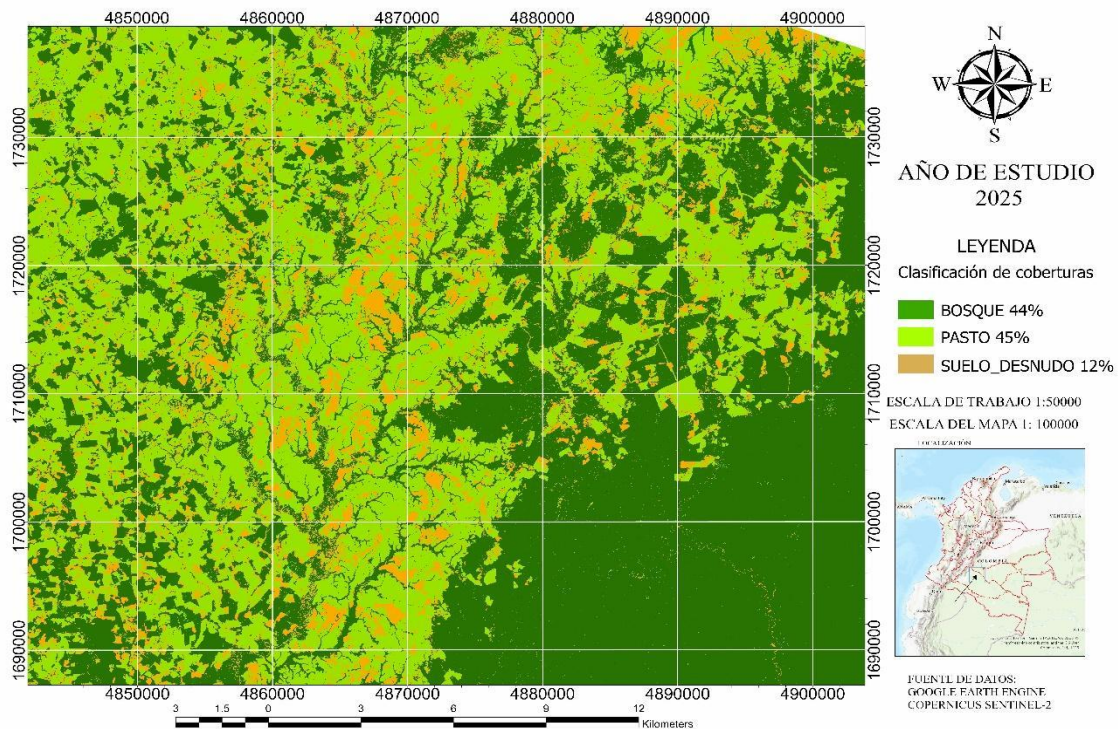 4850000 4860000 4870000 4880000 4890000 4900000
1730000
1720000
1710000
1700000
1690000
1730000
1720000
1710000
1700000
1690000
4850000 4860000 4870000 4880000 4890000 4900000
3 1.5 0 3 6 9 12
Kilometers
N
W E
S
AÑO DE ESTUDIO
2025
LEYENDA
Clasificación de coberturas
BOSQUE 44%
PASTO 45%
SUELO_DESNUDO 12%
ESCALA DE TRABAJO 1:50000
ESCALA DEL MAPA 1: 100000
LOCALIZACIÓN
VENEZUELA
FUENTE DE DATOS:
GOOGLE EARTH ENGINE
COPERNICUS SENTINEL-2